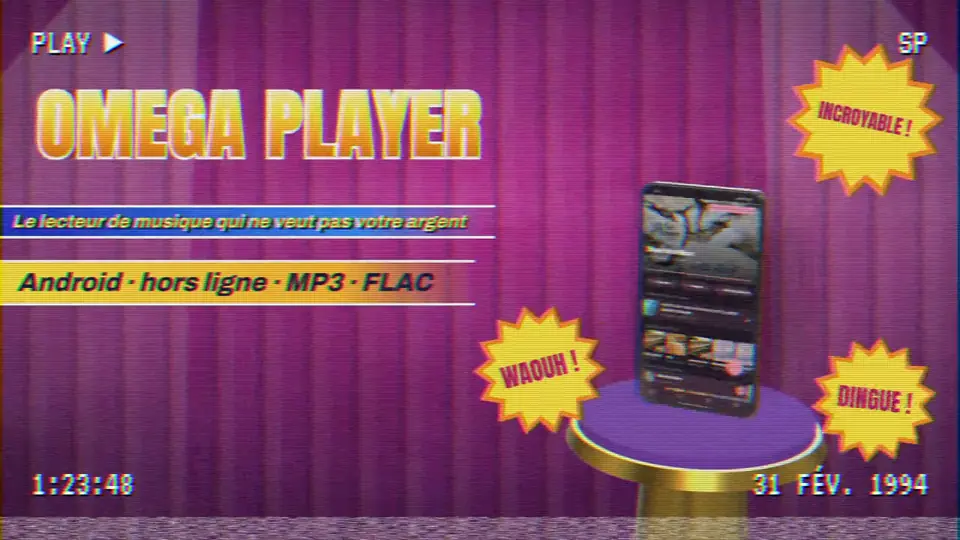 PLAY ▶
SP
OMEGA PLAYER
INCROYABLE !
Le lecteur de musique qui ne veut pas votre argent
Android · hors ligne · MP3 · FLAC
WAOUH !
DINGUE !
1:23:48
31 FÉV. 1994